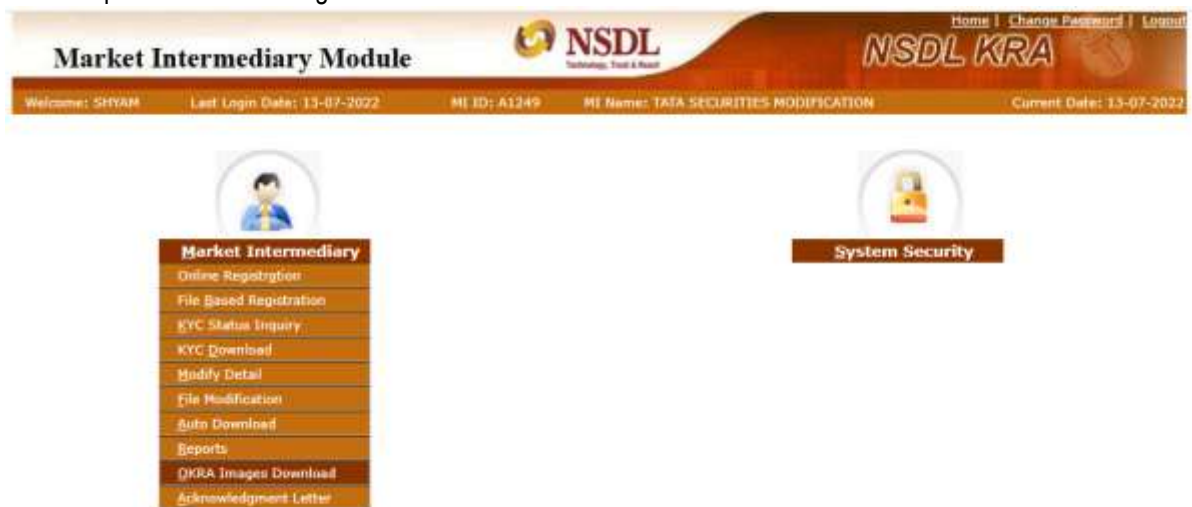 Home | Change Password | Logout
Market Intermediary Module
NSDL
Technology, Trust & Reach
NSDL KRA
Welcome: SHYAM Last Login Date: 13-07-2022 MI ID: A1249 MI Name: TATA SECURITIES MODIFICATION Current Date: 13-07-2022
Market Intermediary
Online Registration
File Based Registration
KYC Status Inquiry
KYC Download
Modify Detail
File Modification
Auto Download
Reports
OKRA Images Download
Acknowledgment Letter
System Security